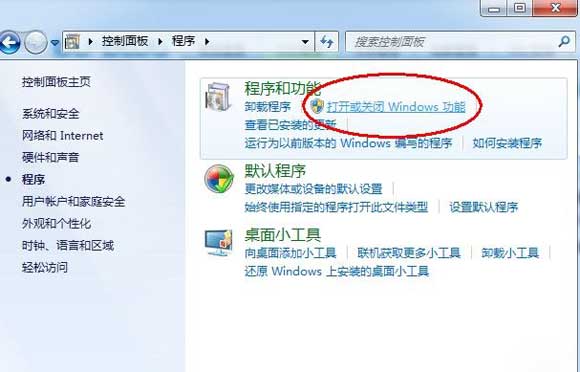 控制面板 ▸ 程序 ▸
搜索控制面板
控制面板主页
系统和安全
网络和 Internet
硬件和声音
程序
用户帐户和家庭安全
外观和个性化
时钟、语言和区域
轻松访问
程序和功能
卸载程序 打开或关闭 Windows 功能
查看已安装的更新
运行为以前版本的 Windows 编写的程序 如何安装程序
默认程序
更改媒体或设备的默认设置
始终使用指定的程序打开此文件类型 设置默认程序
桌面小工具
向桌面添加小工具 联机获取更多小工具 卸载小工具
还原 Windows 上安装的桌面小工具